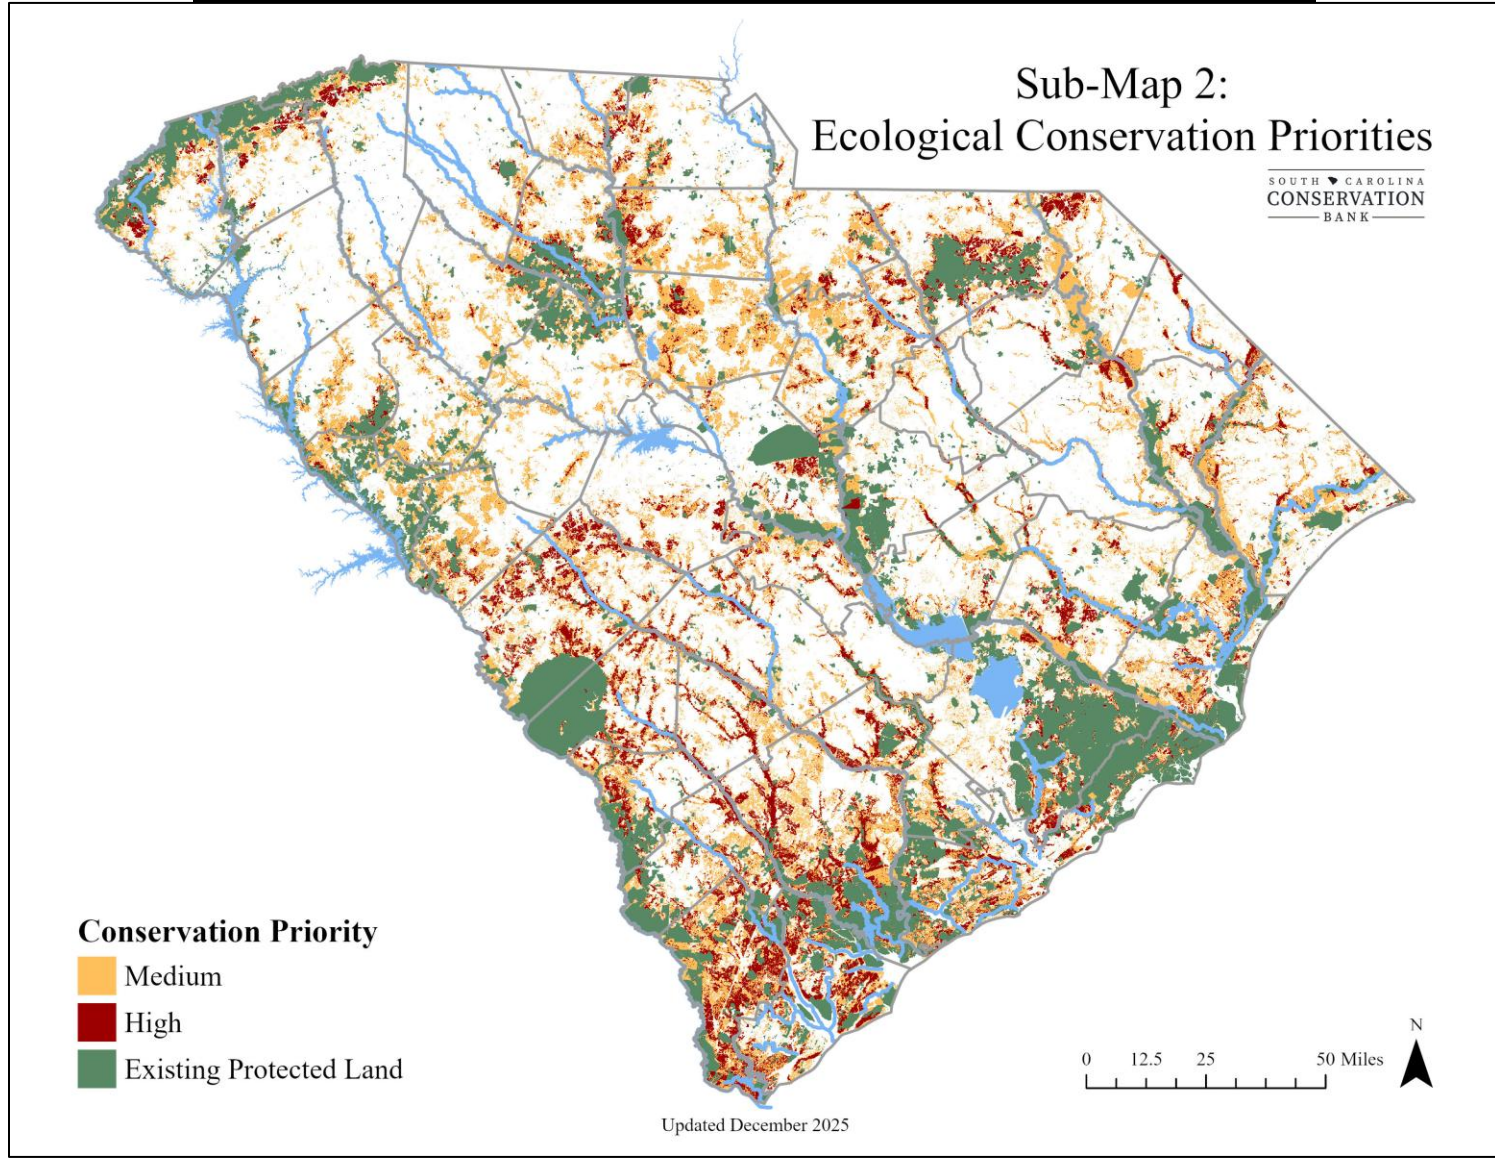 Sub-Map 2:
Ecological Conservation Priorities
SOUTH CAROLINA
CONSERVATION
BANK
Conservation Priority
Medium
High
Existing Protected Land
N
0 12.5 25 50 Miles
Updated December 2025